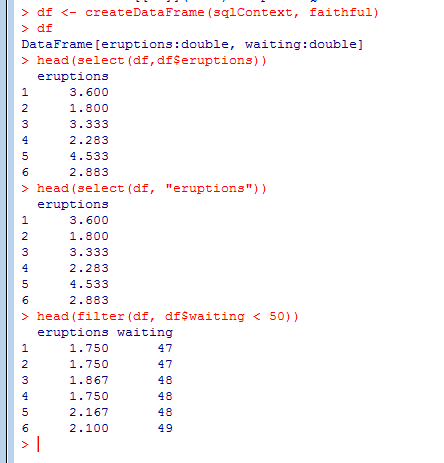 > df <- createDataFrame(sqlContext, faithful)
> df
DataFrame[eruptions:double, waiting:double]
> head(select(df,df$eruptions))
  eruptions
1     3.600
2     1.800
3     3.333
4     2.283
5     4.533
6     2.883
> head(select(df, "eruptions"))
  eruptions
1     3.600
2     1.800
3     3.333
4     2.283
5     4.533
6     2.883
> head(filter(df, df$waiting < 50))
  eruptions waiting
1     1.750      47
2     1.750      47
3     1.867      48
4     1.750      48
5     2.167      48
6     2.100      49
>